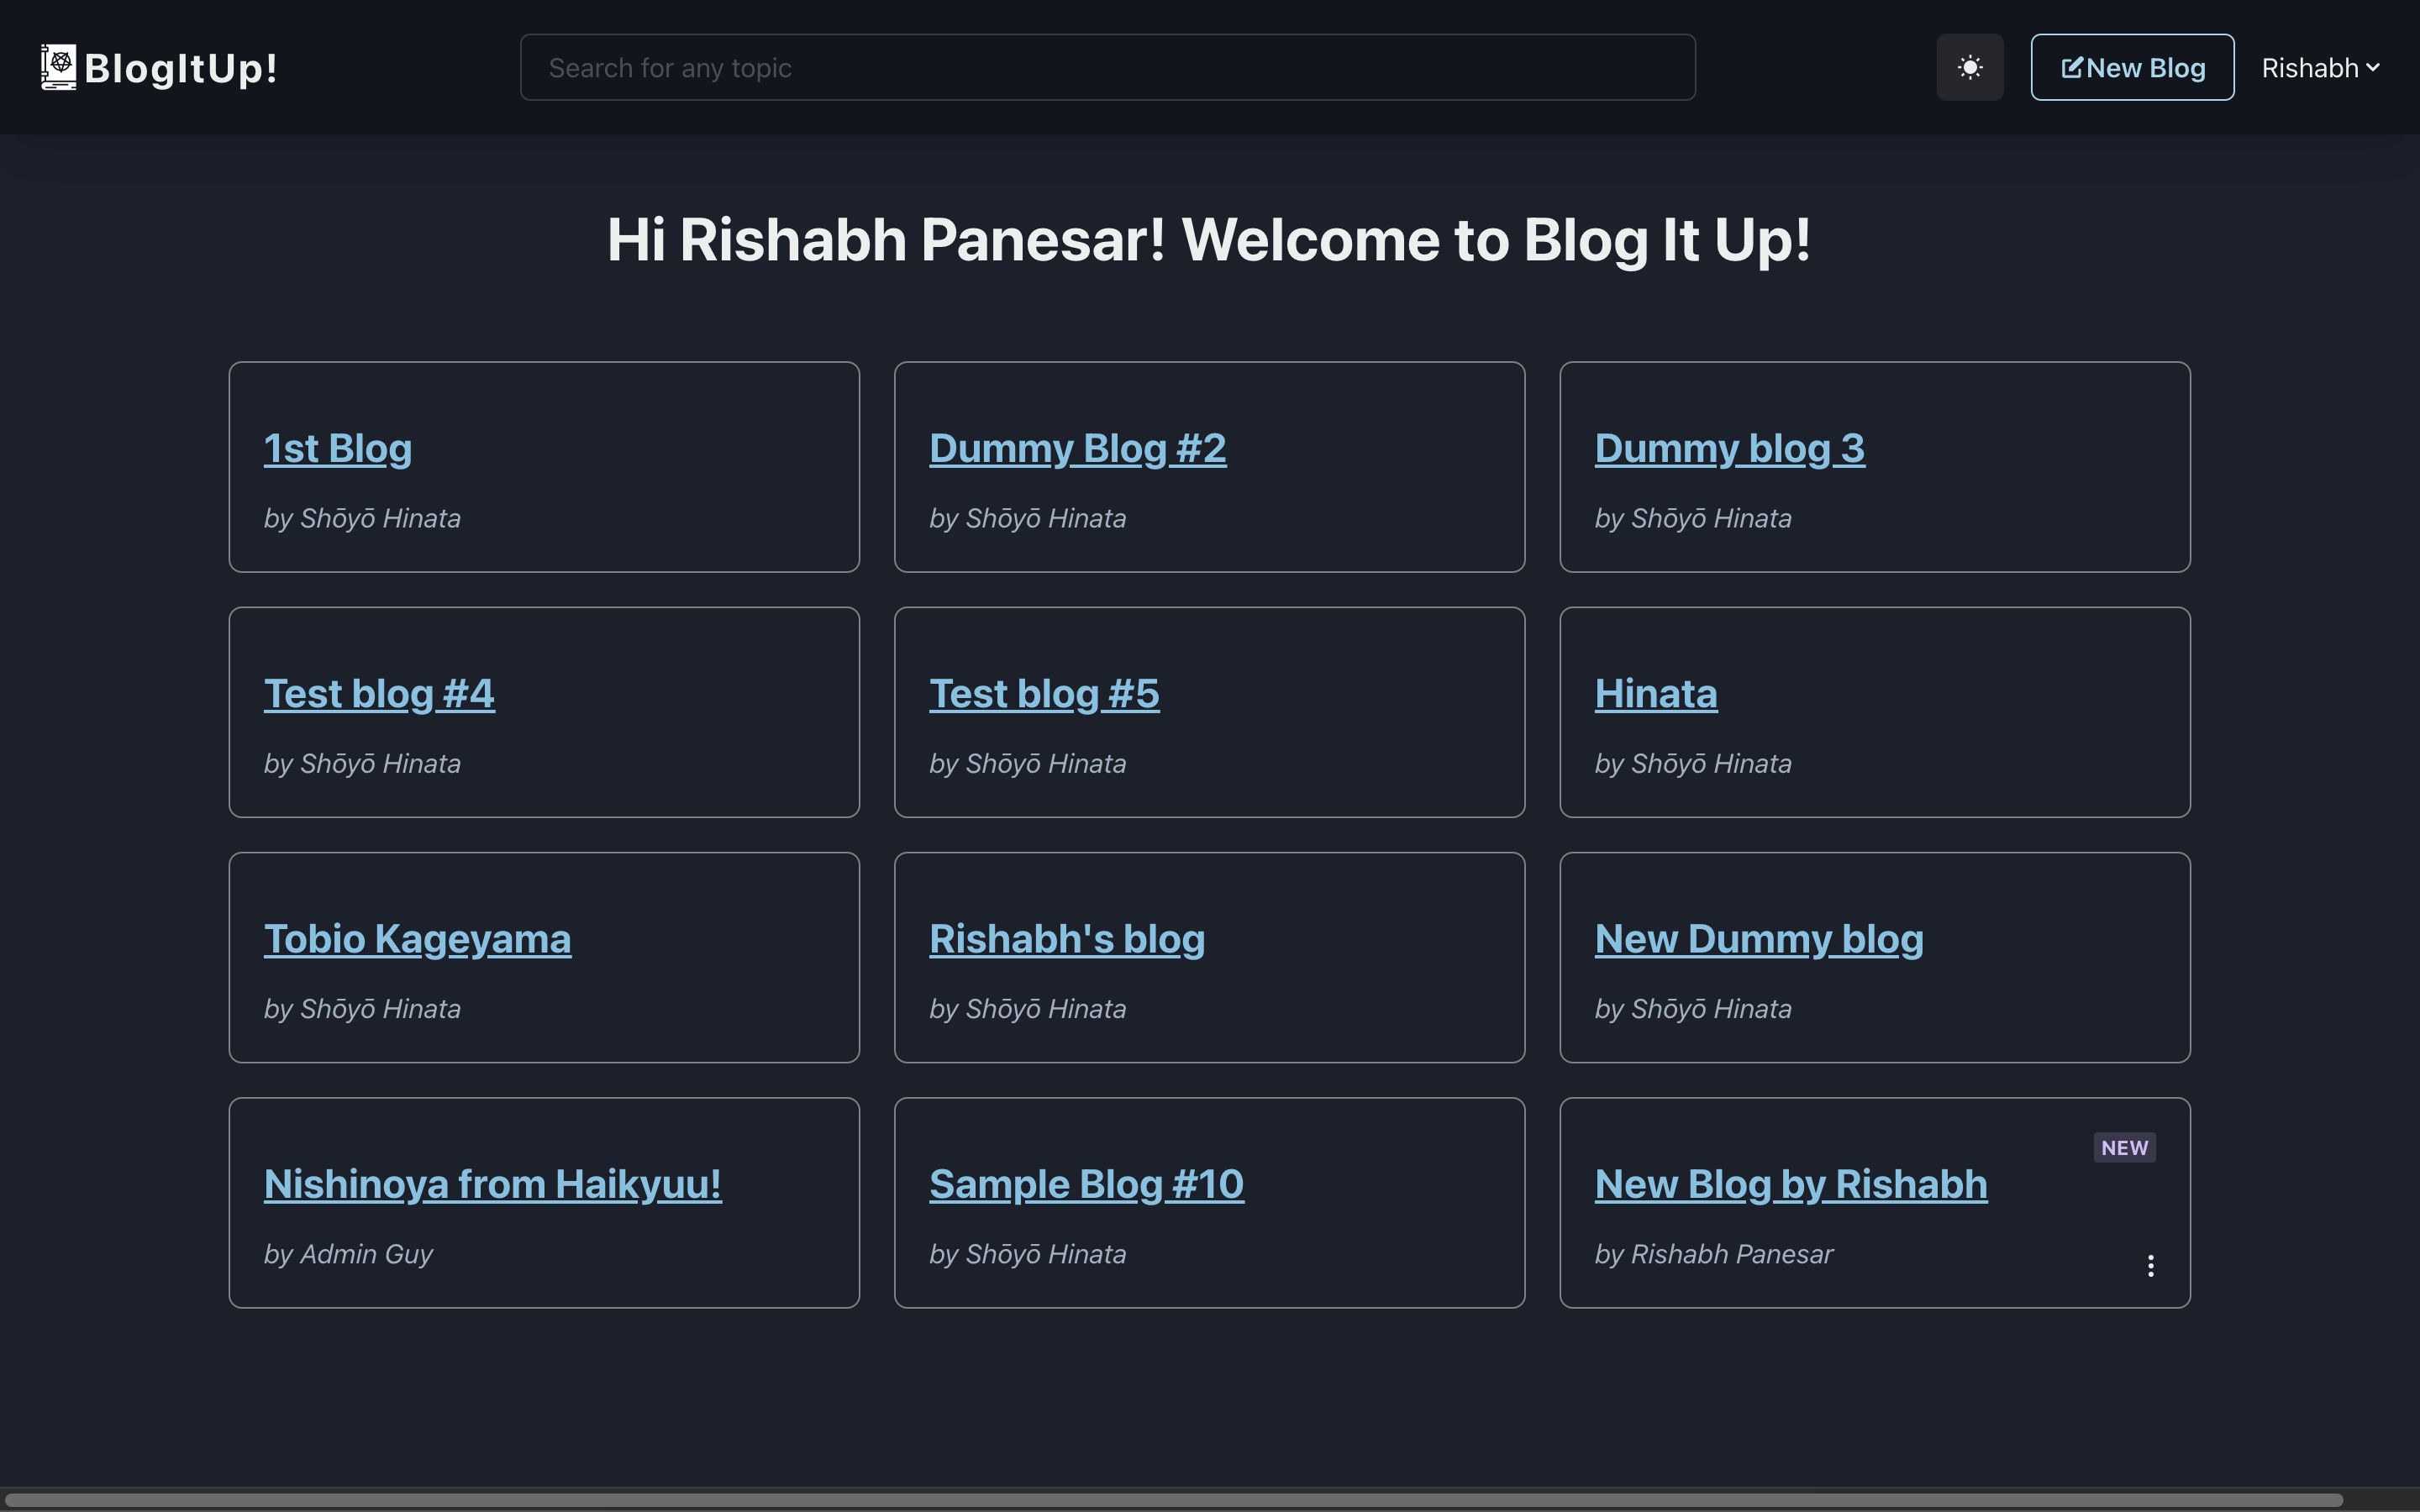 BlogItUp!
Search for any topic
New Blog
Rishabh
Hi Rishabh Panesar! Welcome to Blog It Up!
1st Blog
by Shōyō Hinata
Dummy Blog #2
by Shōyō Hinata
Dummy blog 3
by Shōyō Hinata
Test blog #4
by Shōyō Hinata
Test blog #5
by Shōyō Hinata
Hinata
by Shōyō Hinata
Tobio Kageyama
by Shōyō Hinata
Rishabh's blog
by Shōyō Hinata
New Dummy blog
by Shōyō Hinata
Nishinoya from Haikyuu!
by Admin Guy
Sample Blog #10
by Shōyō Hinata
NEW
New Blog by Rishabh
by Rishabh Panesar